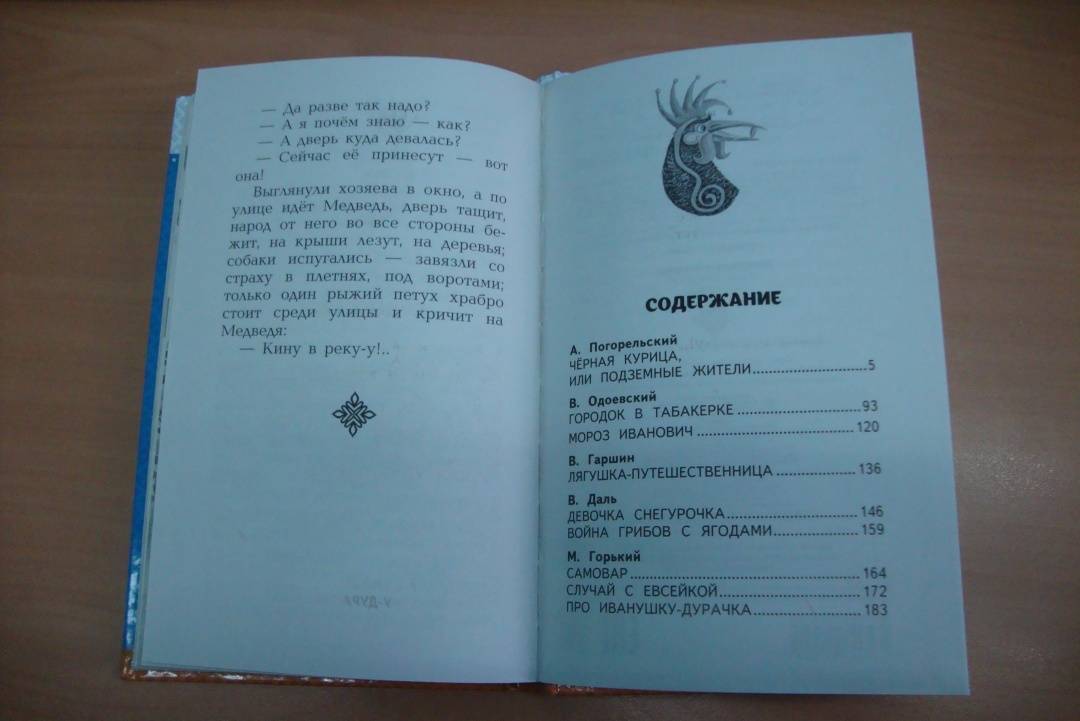 — Да разве так надо?
— А я почём знаю — как?
— А дверь куда девалась?
— Сейчас её принесут — вот
она!
Выглянули хозяева в окно, а по
улице идёт Медведь, дверь тащит,
народ от него во все стороны бе-
жит, на крыши лезут, на деревья;
собаки испугались — завязли со
страху в плетнях, под воротами;
только один рыжий петух храбро
стоит среди улицы и кричит на
Медведя:
— Кину в реку-у!..
СОДЕРЖАНИЕ
А. Погорельский
ЧЁРНАЯ КУРИЦА,
ИЛИ ПОДЗЕМНЫЕ ЖИТЕЛИ....................5
В. Одоевский
ГОРОДОК В ТАБАКЕРКЕ....................93
МОРОЗ ИВАНОВИЧ....................120
В. Гаршин
ЛЯГУШКА-ПУТЕШЕСТВЕННИЦА....................136
В. Даль
ДЕВОЧКА СНЕГУРОЧКА....................146
ВОЙНА ГРИБОВ С ЯГОДАМИ....................159
М. Горький
САМОВАР....................164
СЛУЧАЙ С ЕВСЕЙКОЙ....................172
ПРО ИВАНУШКУ-ДУРАЧКА....................183